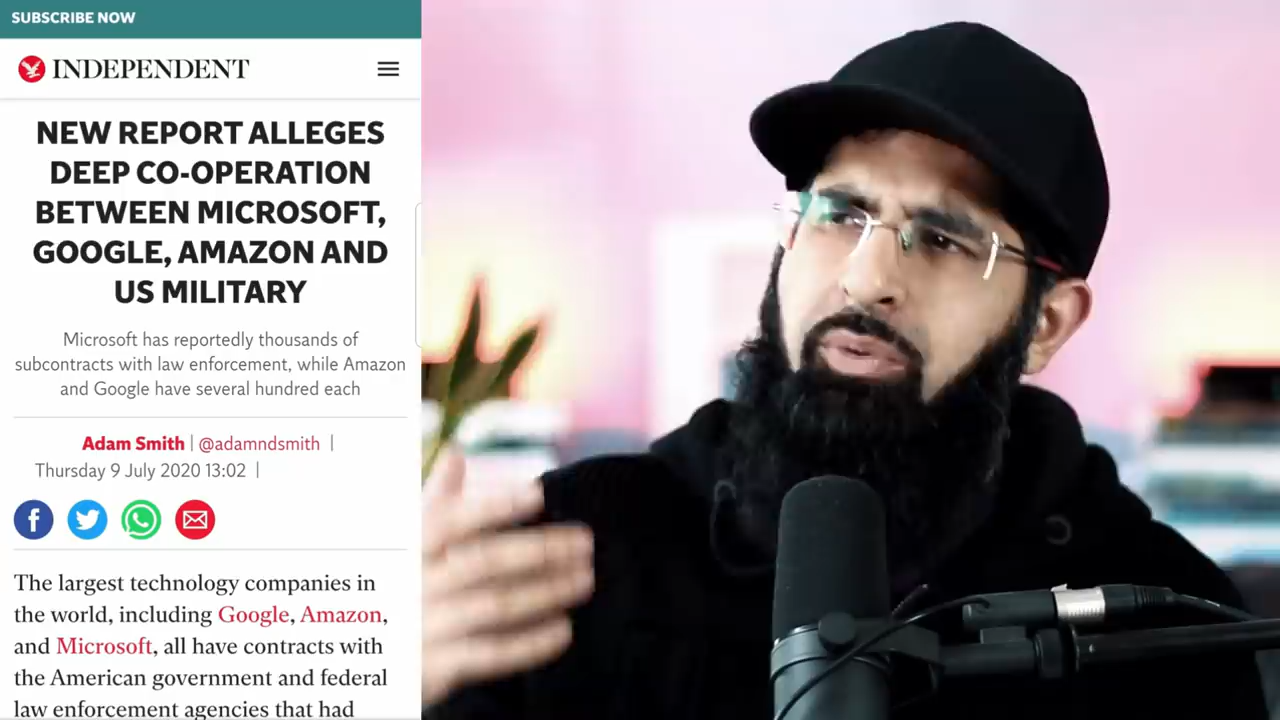 SUBSCRIBE NOW
INDEPENDENT
NEW REPORT ALLEGES
DEEP CO-OPERATION
BETWEEN MICROSOFT,
GOOGLE, AMAZON AND
US MILITARY
Microsoft has reportedly thousands of
subcontracts with law enforcement, while Amazon
and Google have several hundred each
Adam Smith | @adamndsmith |
Thursday 9 July 2020 13:02 |
The largest technology companies in
the world, including Google, Amazon,
and Microsoft, all have contracts with
the American government and federal
law enforcement agencies that had